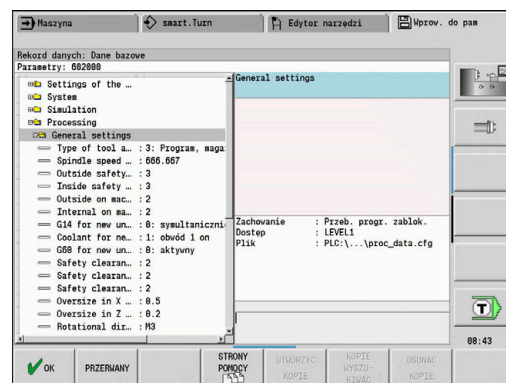 Maszyna
smart.Turn
Edytor narzędzi
Wprow. do pam
Rekord danych: Dane bazowe
Parametry: 602000
General settings
Settings of the …
System
Simulation
Processing
General settings
Type of tool a… : 3: Program, maga
Spindle speed … : 666.667
Outside safety… : 3
Inside safety … : 3
Outside on mac… : 2
Internal on ma… : 2
G14 for new un… : 0: symultaniczni
Coolant for ne… : 1: obwód 1 on
G60 for new un… : 0: aktywny
Safety clearan… : 2
Safety clearan… : 2
Safety clearan… : 2
Oversize in X … : 0.5
Oversize in Z … : 0.2
Rotational dir… : M3
Zachowanie : Przeb. progr. zablok.
Dostęp : LEVEL1
Plik : PLC:\...\proc_data.cfg
T
08:43
OK
PRZERWANY
STRONY POMOCY
UTWORZYC KOPIE
KOPIE WYSZU- KIWAC
USUNAC KOPIE